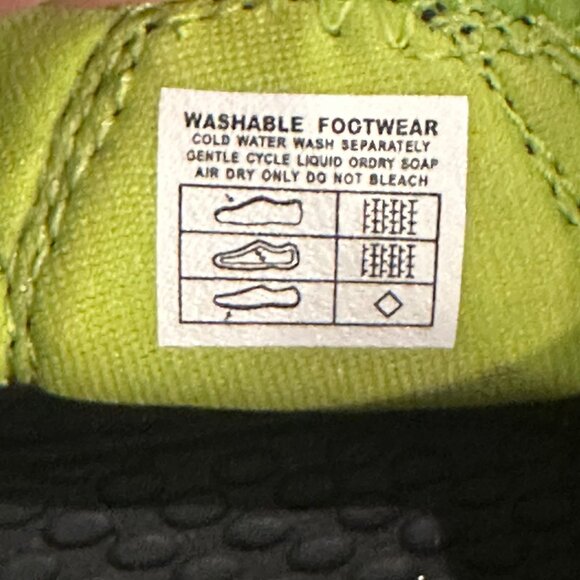 WASHABLE FOOTWEAR
COLD WATER WASH SEPARATELY
GENTLE CYCLE LIQUID ORDRY SOAP
AIR DRY ONLY DO NOT BLEACH